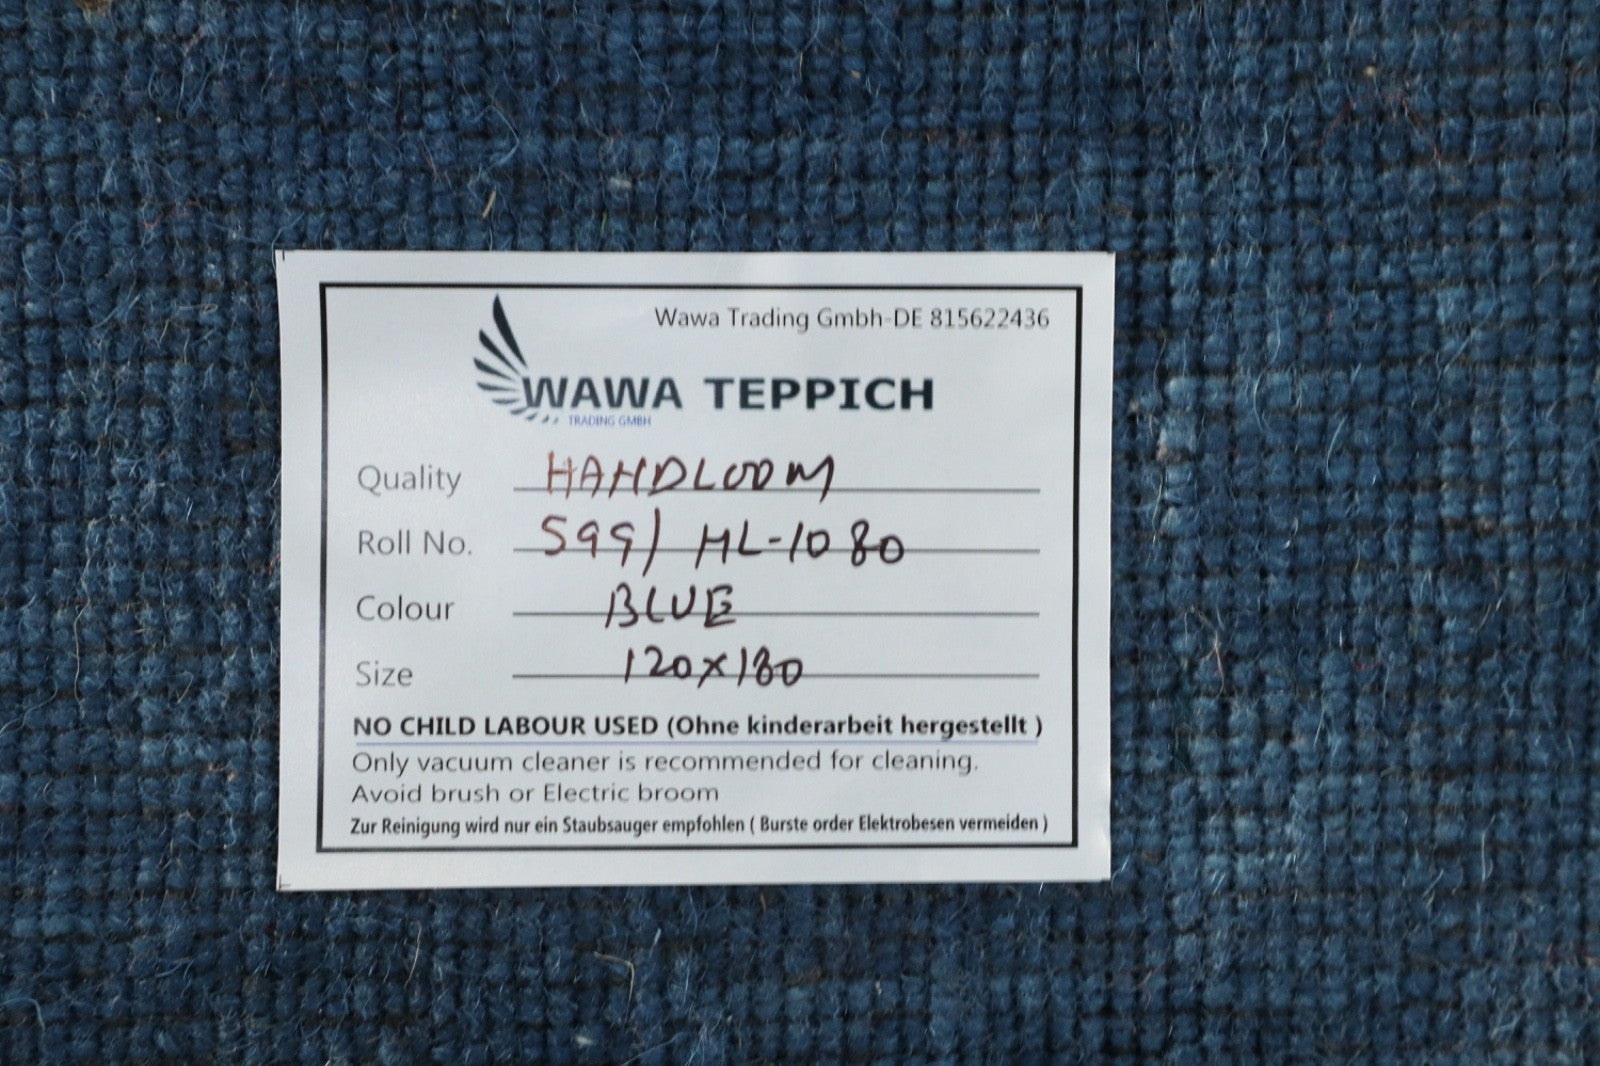 Wawa Trading Gmbh-DE 815622436
WAWA TEPPICH
TRADING GMBH
Quality HANDLOOM
Roll No. 599/ HL-1080
Colour BLUE
Size 120x180
NO CHILD LABOUR USED (Ohne kinderarbeit hergestellt )
Only vacuum cleaner is recommended for cleaning.
Avoid brush or Electric broom
Zur Reinigung wird nur ein Staubsauger empfohlen ( Burste order Elektrobesen vermeiden )